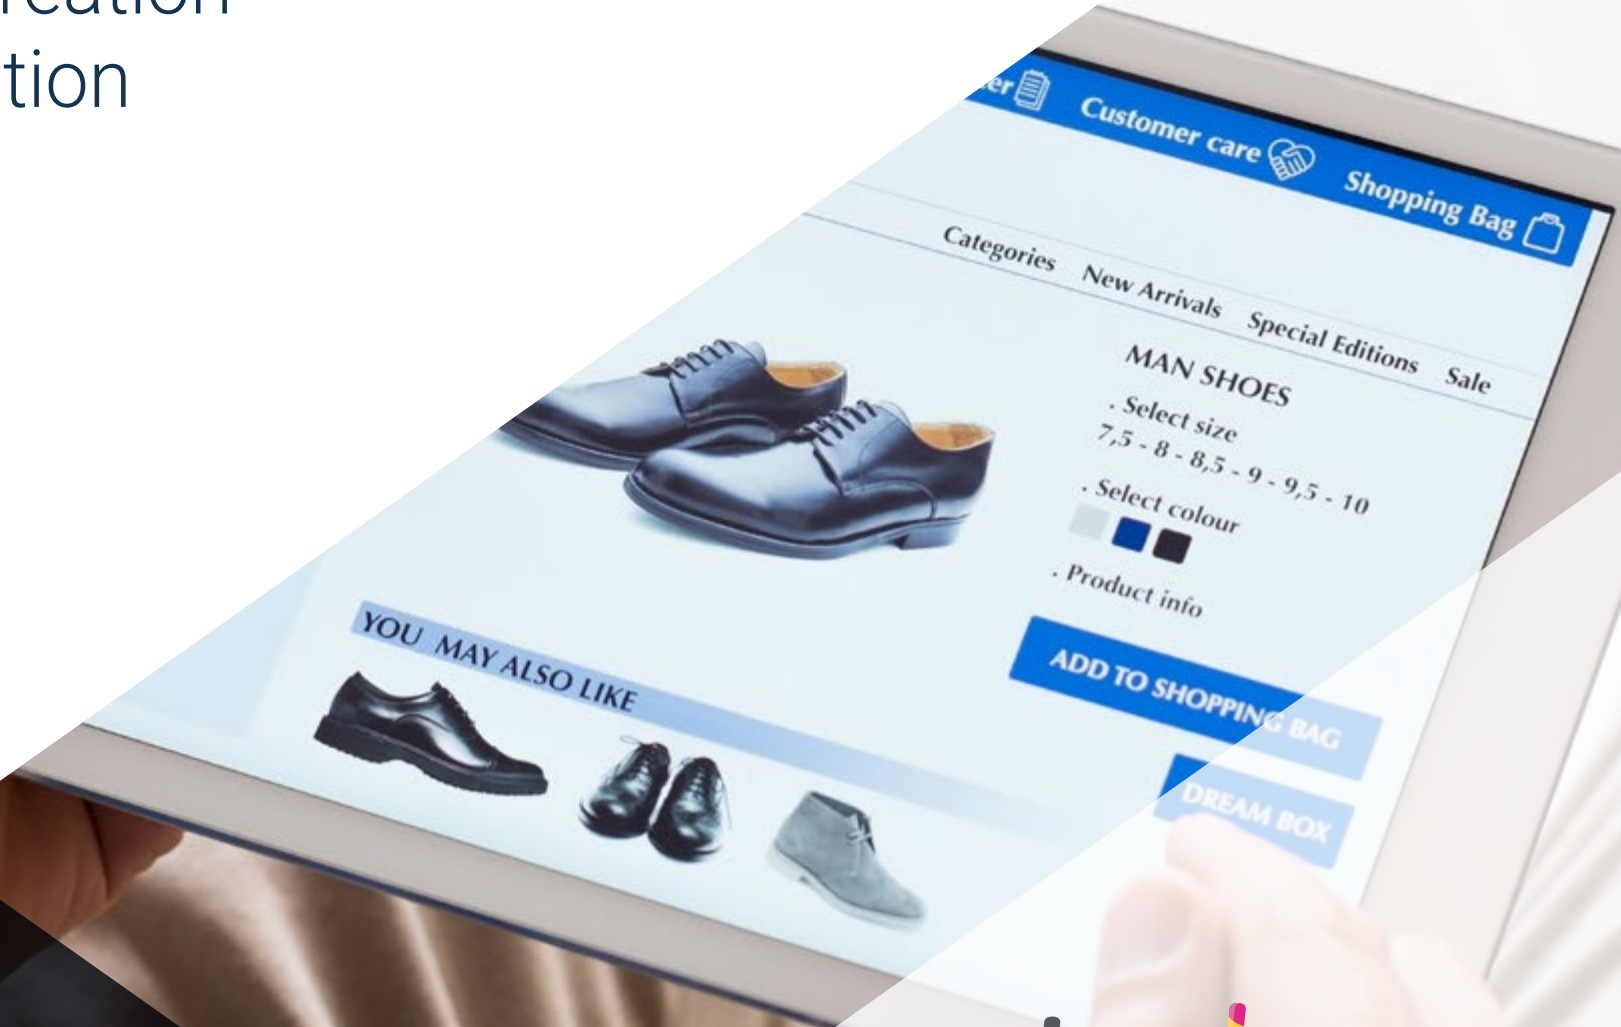 tion
Customer care
Shopping Bag
Categories New Arrivals Special Editions Sale
MAN SHOES
. Select size
7,5 - 8 - 8,5 - 9 - 9,5 - 10
. Select colour
. Product info
ADD TO SHOPPING BAG
DREAM BOX
YOU MAY ALSO LIKE